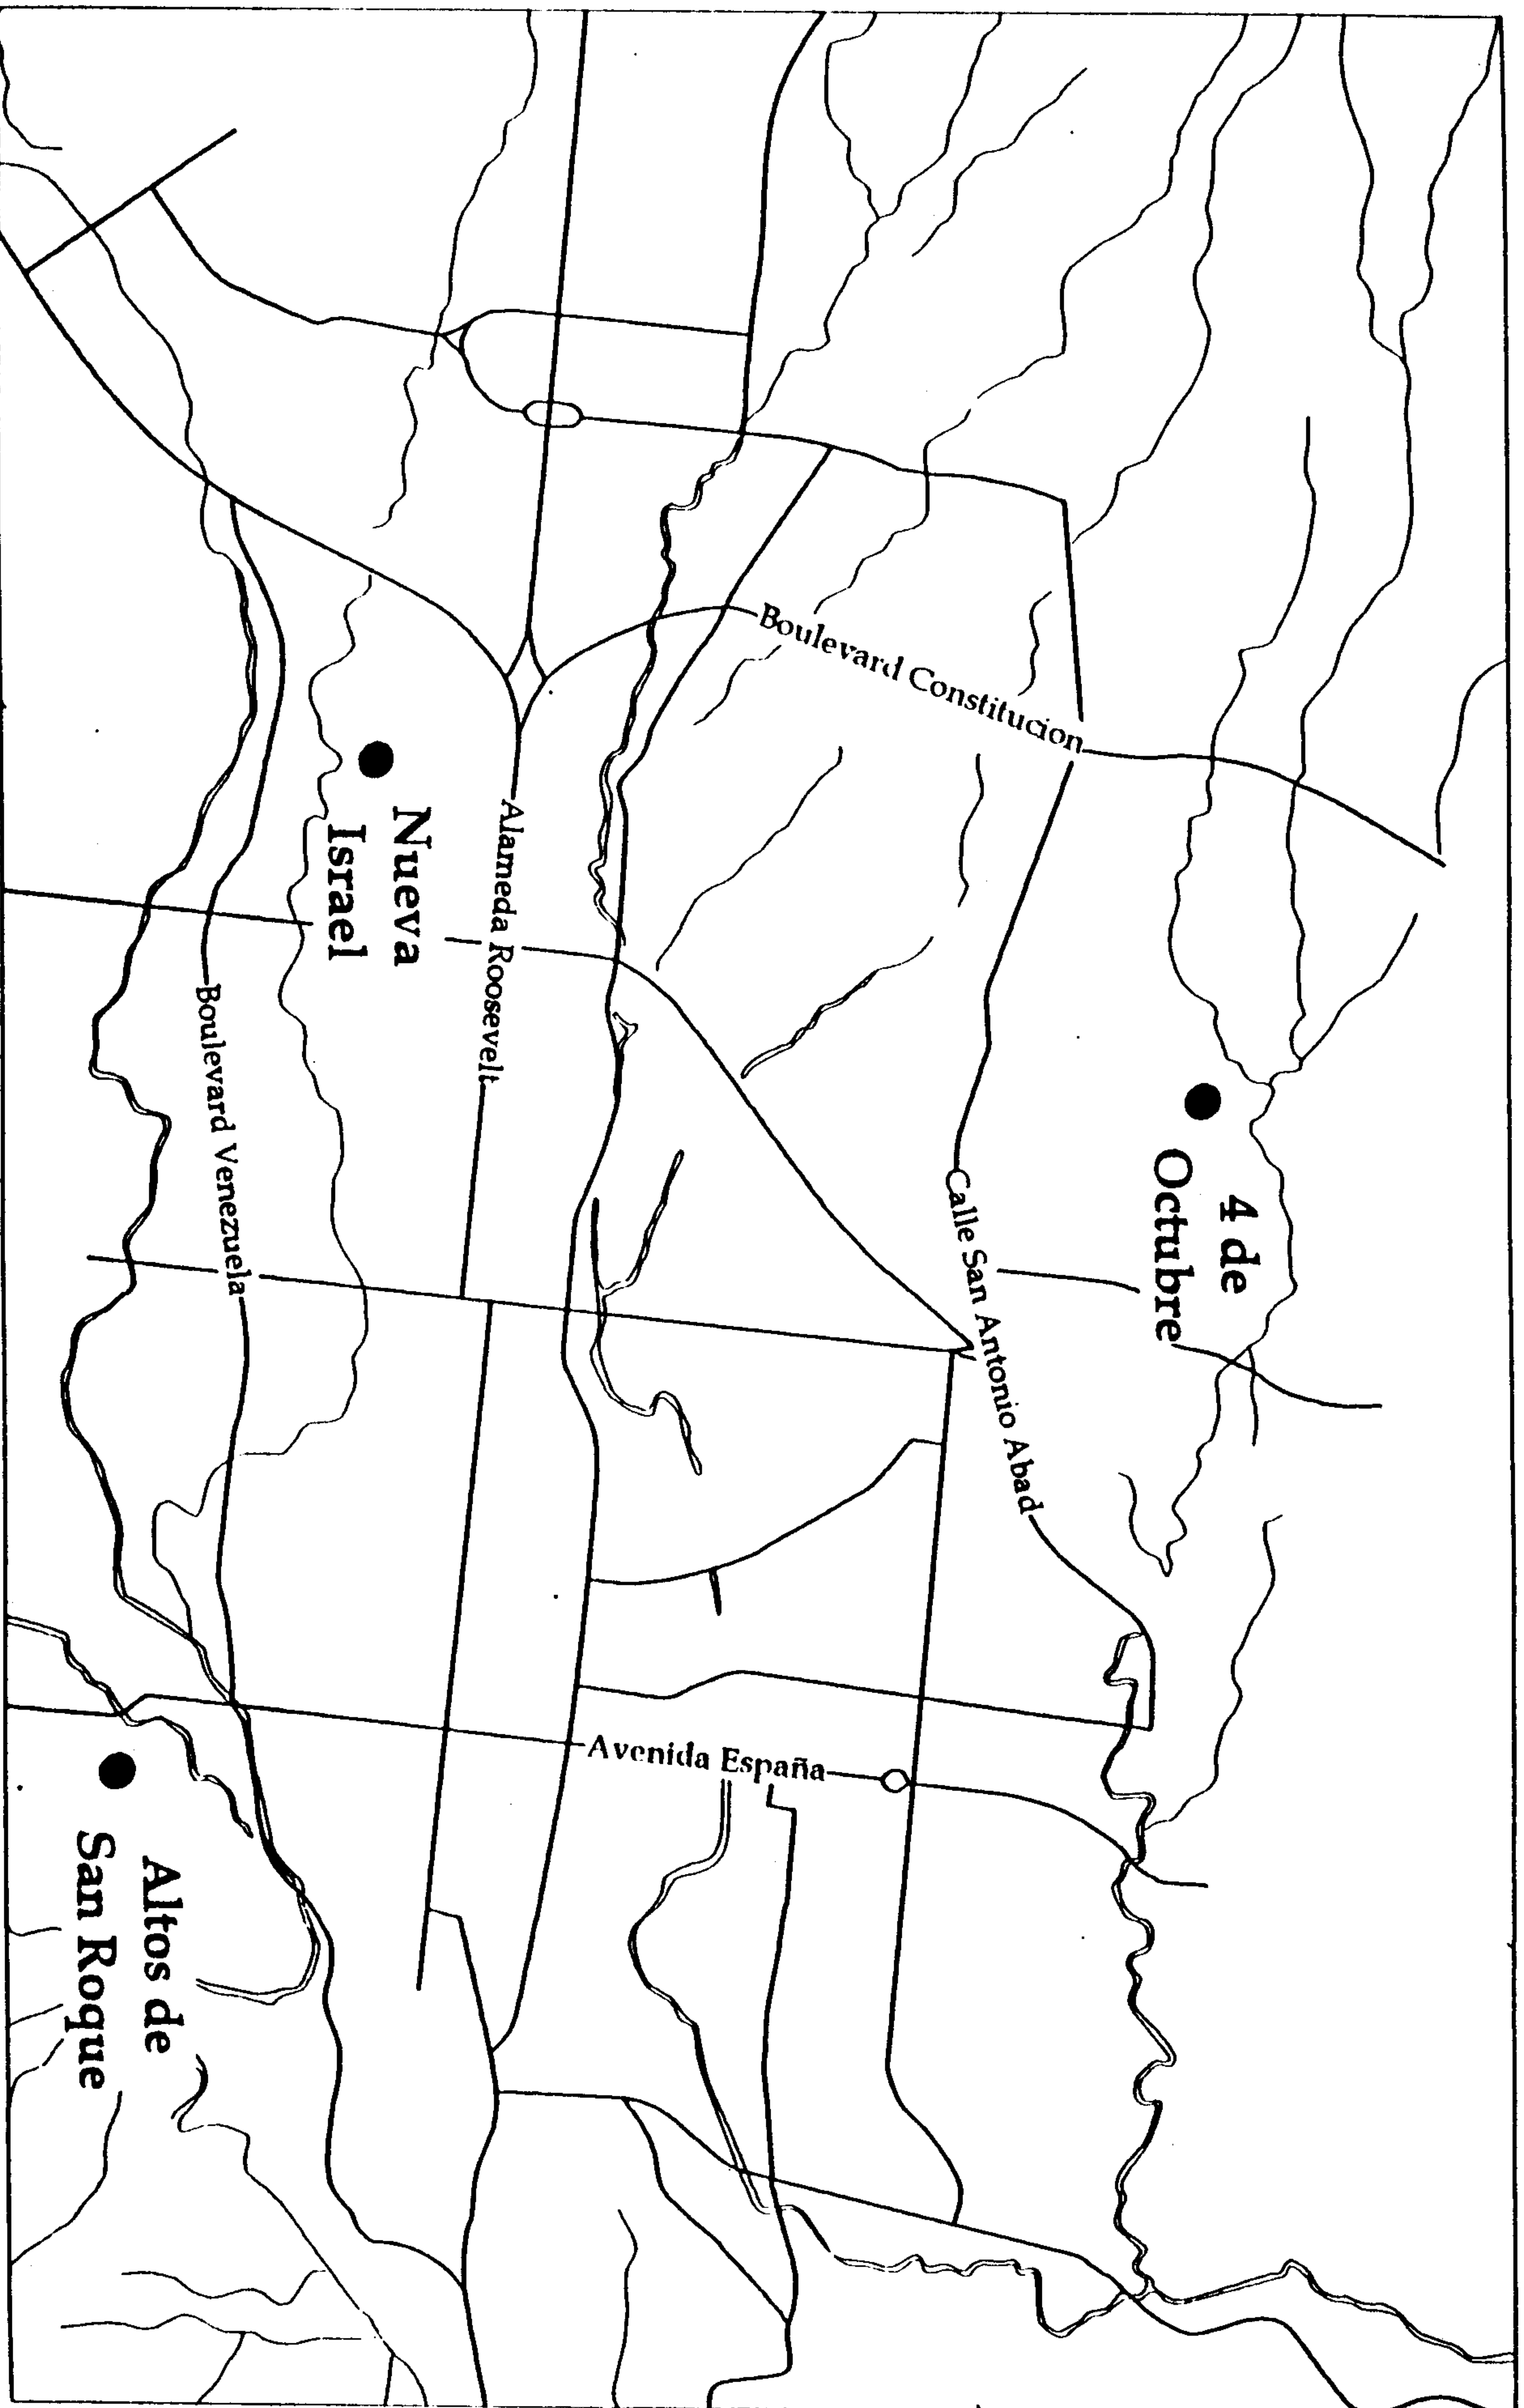 Boulevard Constitucion
4 de
Octubre
Calle San Antonio Abad
Nueva
Israel
Alameda Roosevelt
Boulevard Venezuela
Avenida España
Altos de
San Roque